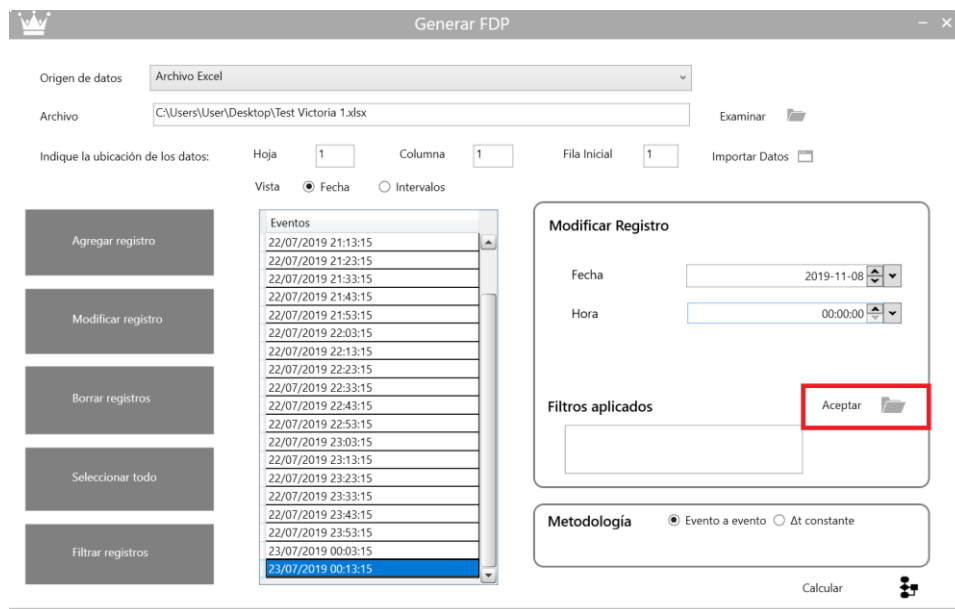 Generar FDP
Origen de datos Archivo Excel
Archivo C:\Users\User\Desktop\Test Victoria 1.xlsx Examinar
Indique la ubicación de los datos: Hoja 1 Columna 1 Fila Inicial 1 Importar Datos
Vista Fecha Intervalos
Agregar registro
Modificar registro
Borrar registros
Seleccionar todo
Filtrar registros
Eventos
22/07/2019 21:13:15
22/07/2019 21:23:15
22/07/2019 21:33:15
22/07/2019 21:43:15
22/07/2019 21:53:15
22/07/2019 22:03:15
22/07/2019 22:13:15
22/07/2019 22:23:15
22/07/2019 22:33:15
22/07/2019 22:43:15
22/07/2019 22:53:15
22/07/2019 23:03:15
22/07/2019 23:13:15
22/07/2019 23:23:15
22/07/2019 23:33:15
22/07/2019 23:43:15
22/07/2019 23:53:15
23/07/2019 00:03:15
23/07/2019 00:13:15
Modificar Registro
Fecha 2019-11-08
Hora 00:00:00
Filtros aplicados Aceptar
Metodología Evento a evento Δt constante
Calcular